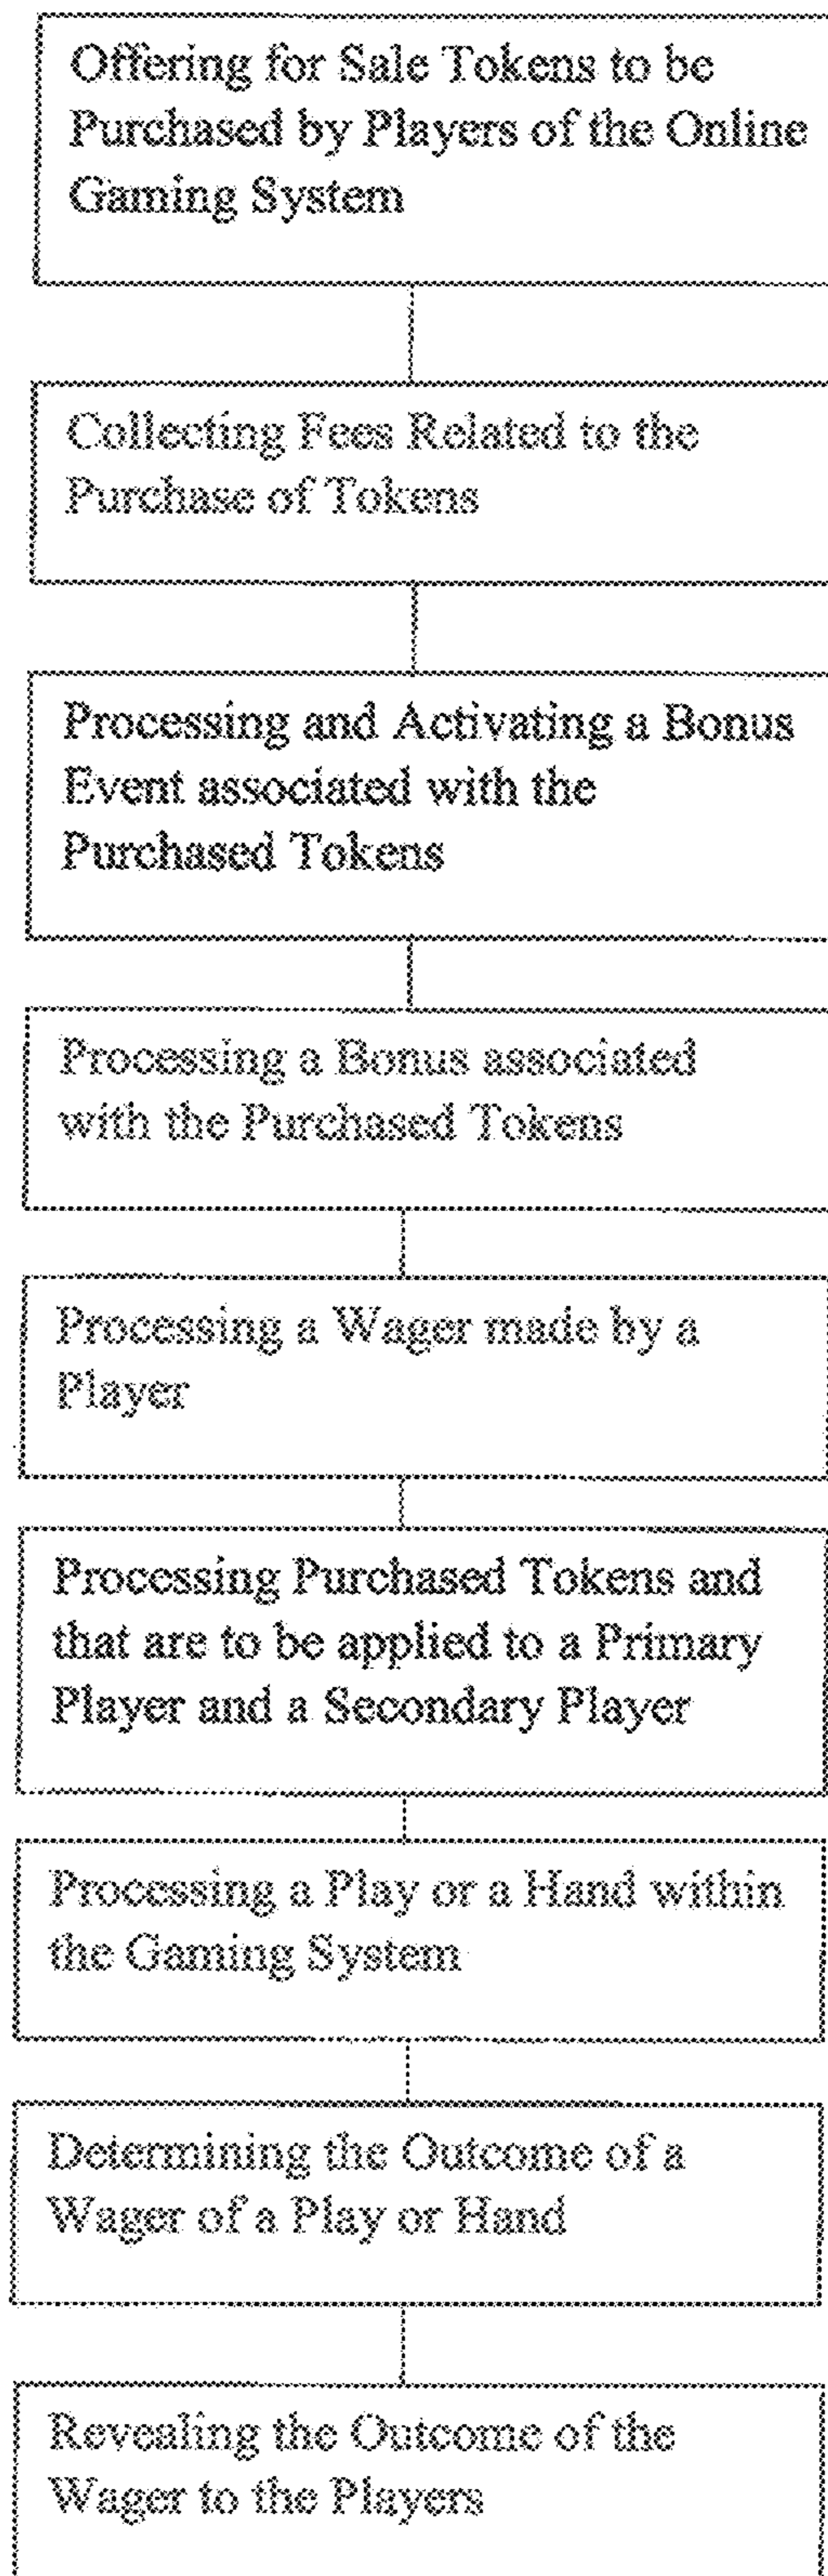 Offering for Sale Tokens to be
Purchased by Players of the Online
Gaming System
Collecting Fees Related to the
Purchase of Tokens
Processing and Activating a Bonus
Event associated with the
Purchased Tokens
Processing a Bonus associated
with the Purchased Tokens
Processing a Wager made by a
Player
Processing Purchased Tokens and
that are to be applied to a Primary
Player and a Secondary Player
Processing a Play or a Hand within
the Gaming System
Determining the Outcome of a
Wager of a Play or Hand
Revealing the Outcome of the
Wager to the Players